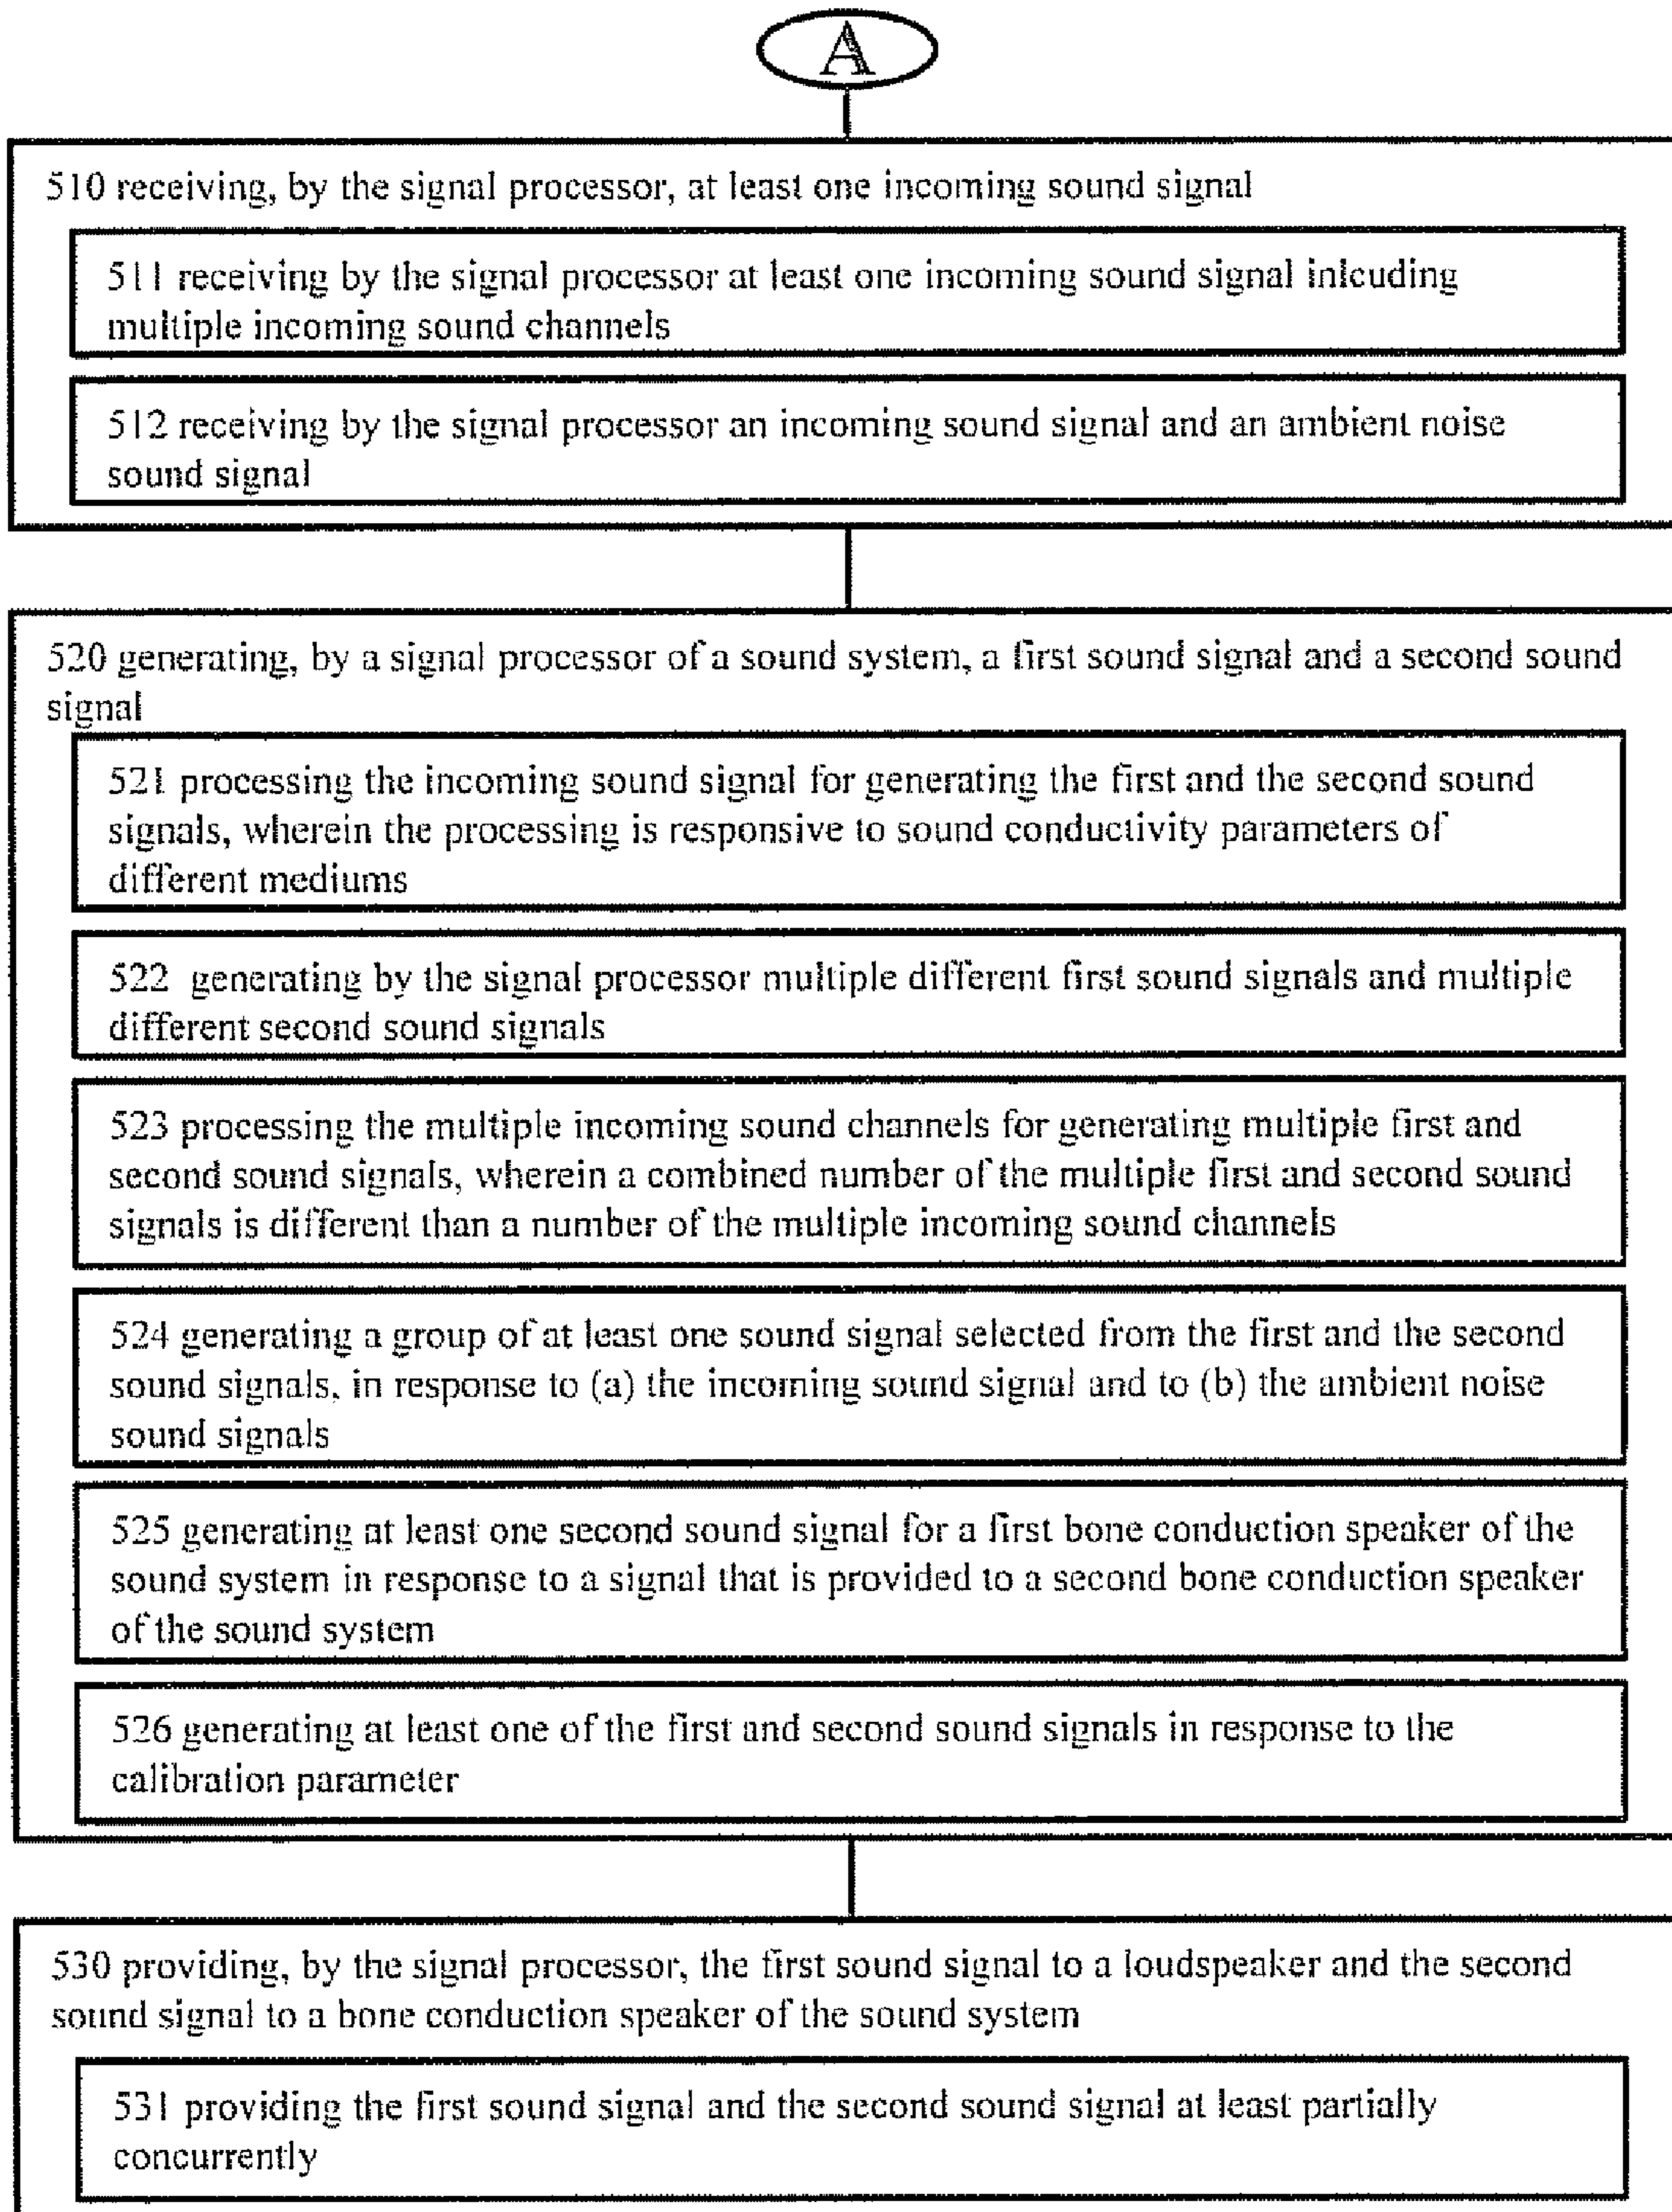 A
510 receiving, by the signal processor, at least one incoming sound signal
511 receiving by the signal processor at least one incoming sound signal inlcuding
multiple incoming sound channels
512 receiving by the signal processor an incoming sound signal and an ambient noise
sound signal
520 generating, by a signal processor of a sound system, a first sound signal and a second sound
signal
521 processing the incoming sound signal for generating the first and the second sound
signals, wherein the processing is responsive to sound conductivity parameters of
different mediums
522 generating by the signal processor multiple different first sound signals and multiple
different second sound signals
523 processing the multiple incoming sound channels for generating multiple first and
second sound signals, wherein a combined number of the multiple first and second sound
signals is different than a number of the multiple incoming sound channels
524 generating a group of at least one sound signal selected from the first and the second
sound signals, in response to (a) the incoming sound signal and to (b) the ambient noise
sound signals
525 generating at least one second sound signal for a first bone conduction speaker of the
sound system in response to a signal that is provided to a second bone conduction speaker
of the sound system
526 generating at least one of the first and second sound signals in response to the
calibration parameter
530 providing, by the signal processor, the first sound signal to a loudspeaker and the second
sound signal to a bone conduction speaker of the sound system
531 providing the first sound signal and the second sound signal at least partially
concurrently